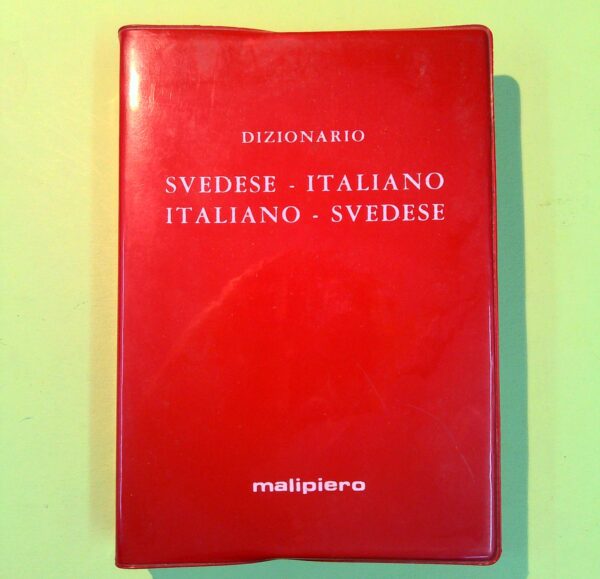 DIZIONARIO
SVEDESE - ITALIANO
ITALIANO - SVEDESE
malipiero